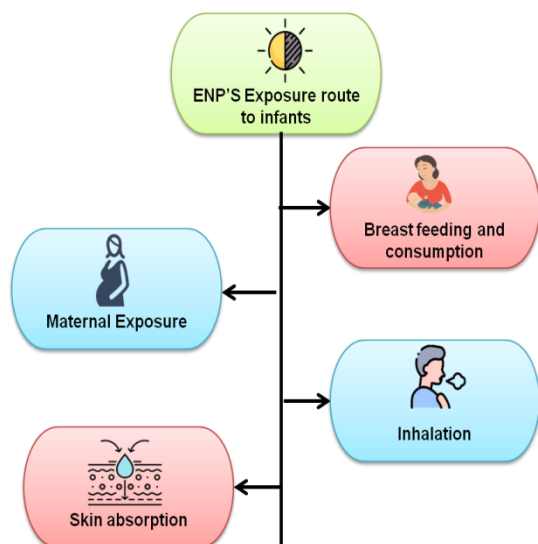 ENP'S Exposure route
to infants
Breast feeding and
consumption
Maternal Exposure
Inhalation
Skin absorption